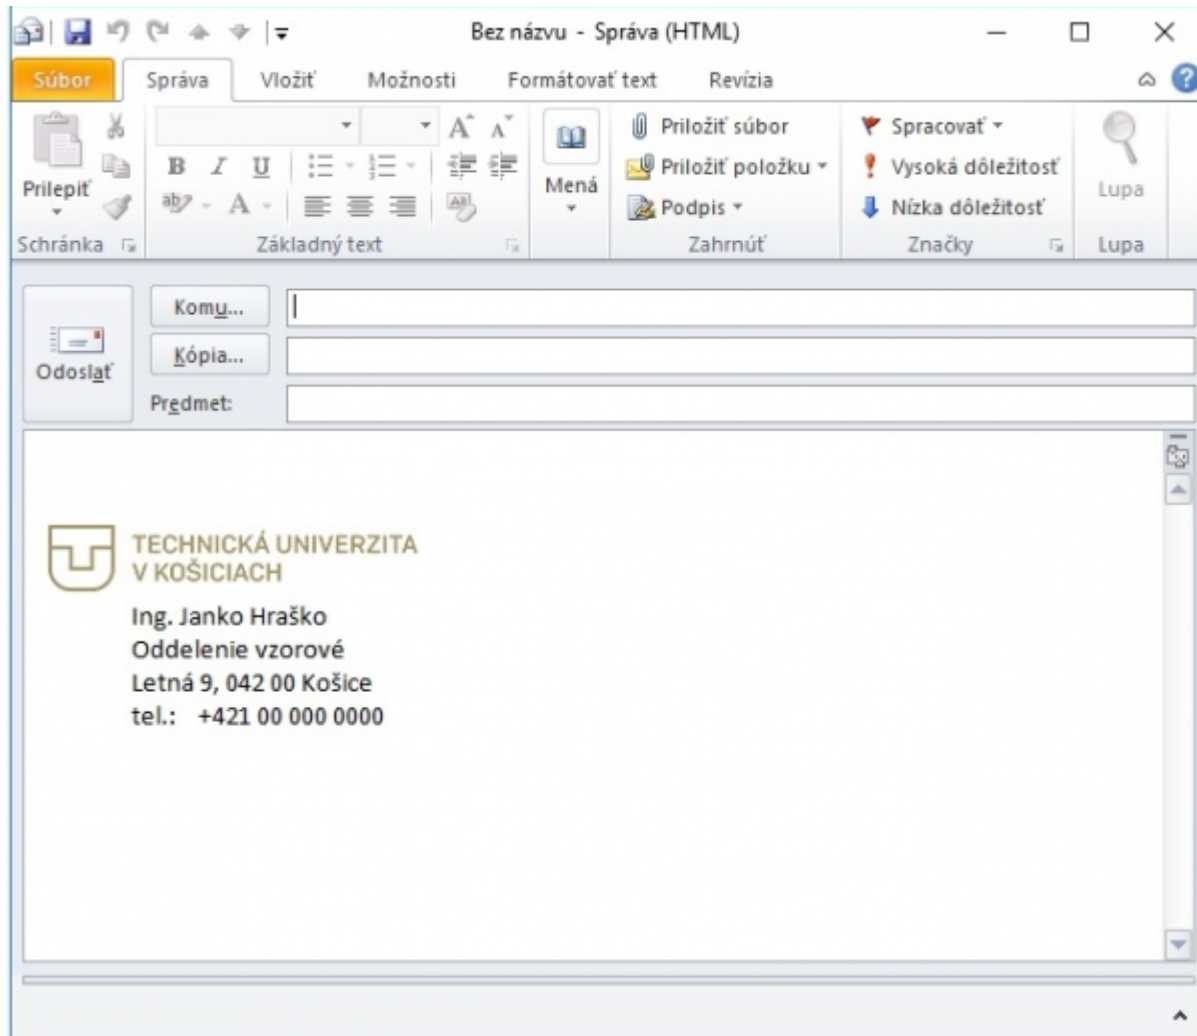 Bez názvu - Správa (HTML)
Súbor Správa Vložiť Možnosti Formátovať text Revízia
Prilepiť
Schránka
B I U
A A
ab A
Aa
Základný text
Mená
Priložiť súbor
Priložiť položku
Podpis
Zahrnúť
Spracovať
Vysoká dôležitosť
Nízka dôležitosť
Značky
Lupa
Lupa
Odoslať
Komu...
Kópia...
Predmet:
TECHNICKÁ UNIVERZITA
V KOŠICIACH
Ing. Janko Hraško
Oddelenie vzorové
Letná 9, 042 00 Košice
tel.: +421 00 000 0000